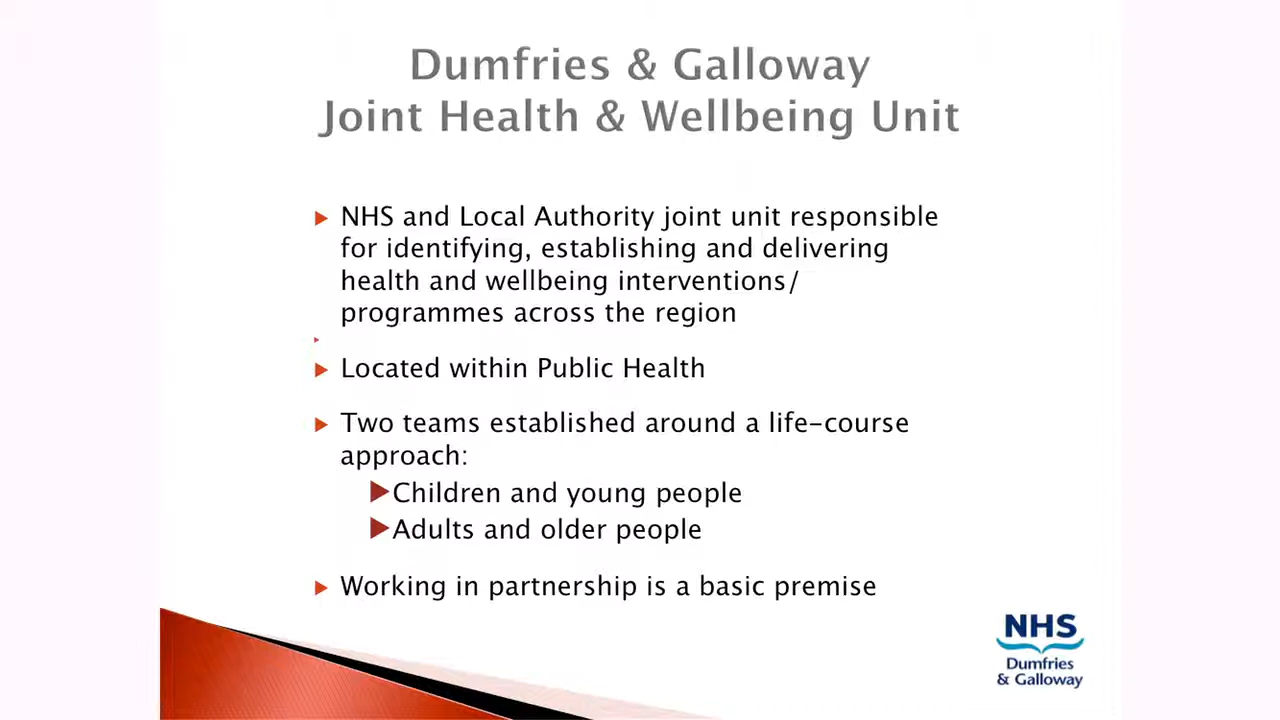 Dumfries & Galloway
Joint Health & Wellbeing Unit
NHS and Local Authority joint unit responsible
for identifying, establishing and delivering
health and wellbeing interventions/
programmes across the region
Located within Public Health
Two teams established around a life-course
approach:
Children and young people
Adults and older people
Working in partnership is a basic premise
NHS
Dumfries
& Galloway